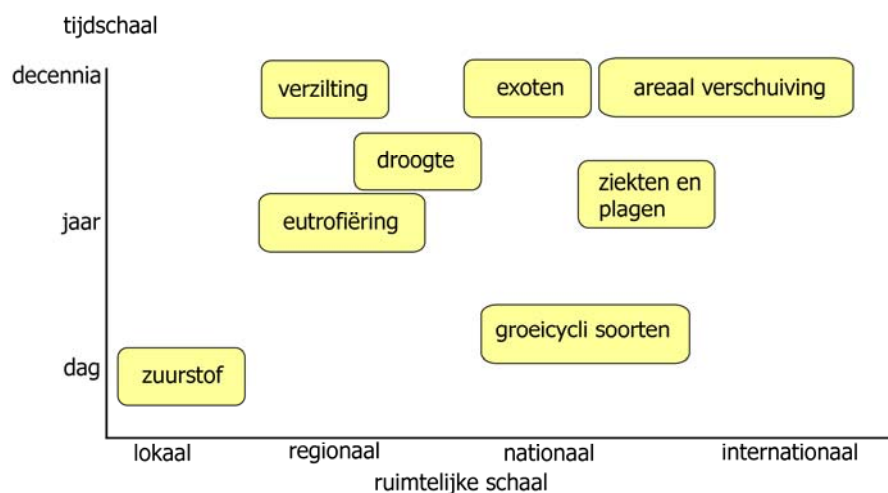 tijdschaal
decennia
verzilting
exoten
areaal verschuiving
droogte
ziekten en
plagen
jaar
eutrofiëring
groeicycli soorten
dag
zuurstof
lokaal
regionaal
nationaal
internationaal
ruimtelijke schaal